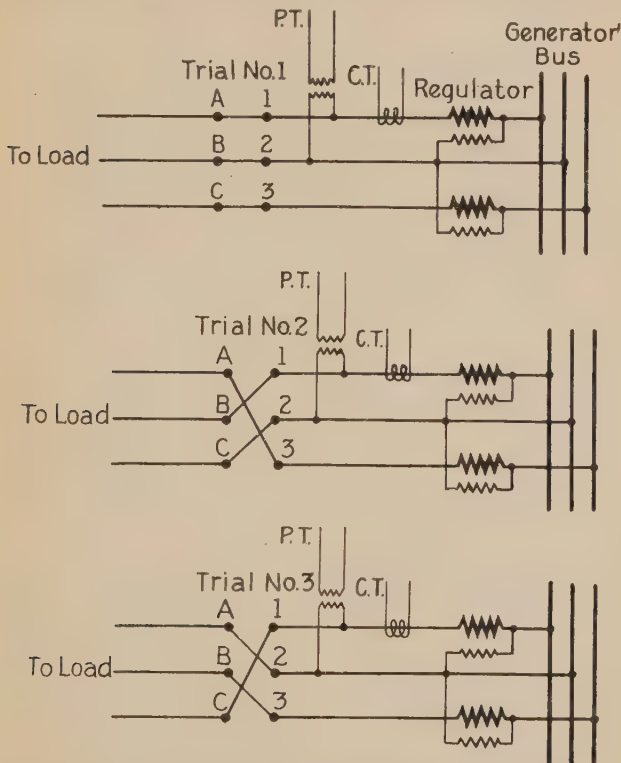 P.T.
Generator
Bus
Trial No.1
C.T.
Regulator
A 1
To Load
B 2
C 3
P.T.
Trial No.2
C.T.
A 1
To Load
B 2
C 3
P.T.
Trial No.3
C.T.
A 1
To Load
B 2
C 3